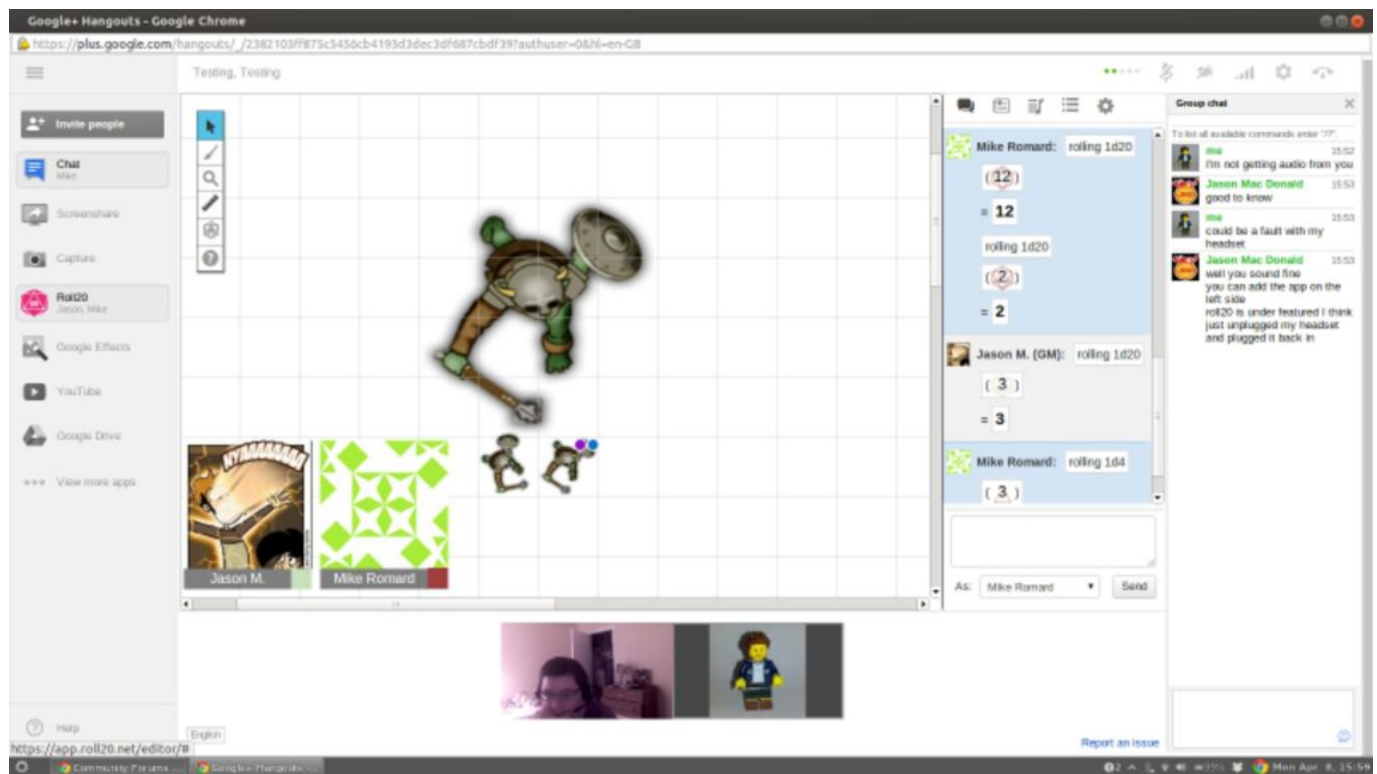 Google+ Hangouts - Google Chrome
https://plus.google.com/hangouts/_/2382103ff875c5456cb4193d3dec3df687cbdf39?authuser=0&hl=en-GB
Testing, Testing
Invite people
Chat
Mike
Screenshare
Capture
Roll20
Jason, Mike
Google Effects
YouTube
Google Drive
View more apps
Help
https://app.roll20.net/editor/#
HYAAAAAAAA
Jason M.
Mike Romard
Mike Romard: rolling 1d20
(12)
= 12
rolling 1d20
(2)
= 2
Jason M. (GM): rolling 1d20
( 3 )
= 3
Mike Romard: rolling 1d4
( 3 )
As: Mike Romard
Send
Group chat
To list all available commands enter "/?".
me 15:52
I'm not getting audio from you
Jason Mac Donald 15:53
good to know
me 15:53
could be a fault with my
headset
Jason Mac Donald 15:53
well you sound fine
you can add the app on the
left side
roll20 is under featured I think
just unplugged my headset
and plugged it back in
English
Report an issue
Community Forums ...
Google+ Hangouts -...
2
99%
Mon Apr 8, 15:59